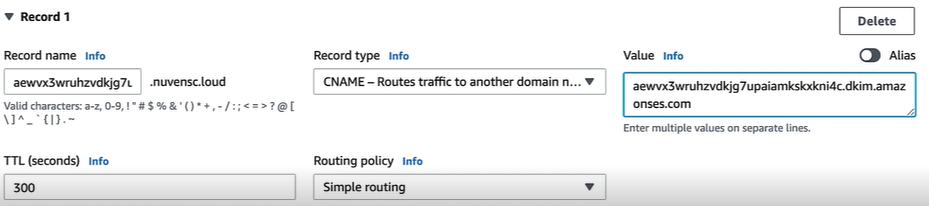 ▼ Record 1
Delete
Record name Info
Record type Info
Value Info
Alias
aewvx3wruhzvdkjg7u .nuvensc.loud
CNAME – Routes traffic to another domain n...
aewvx3wruhzvdkjg7upaiamkskxkni4c.dkim.amaz
onses.com
Valid characters: a-z, 0-9, ! " # $ % & ' ( ) * + , - / : ; < = > ? @ [
\ ] ^ _ ` { | } . ~
Enter multiple values on separate lines.
TTL (seconds) Info
Routing policy Info
300
Simple routing